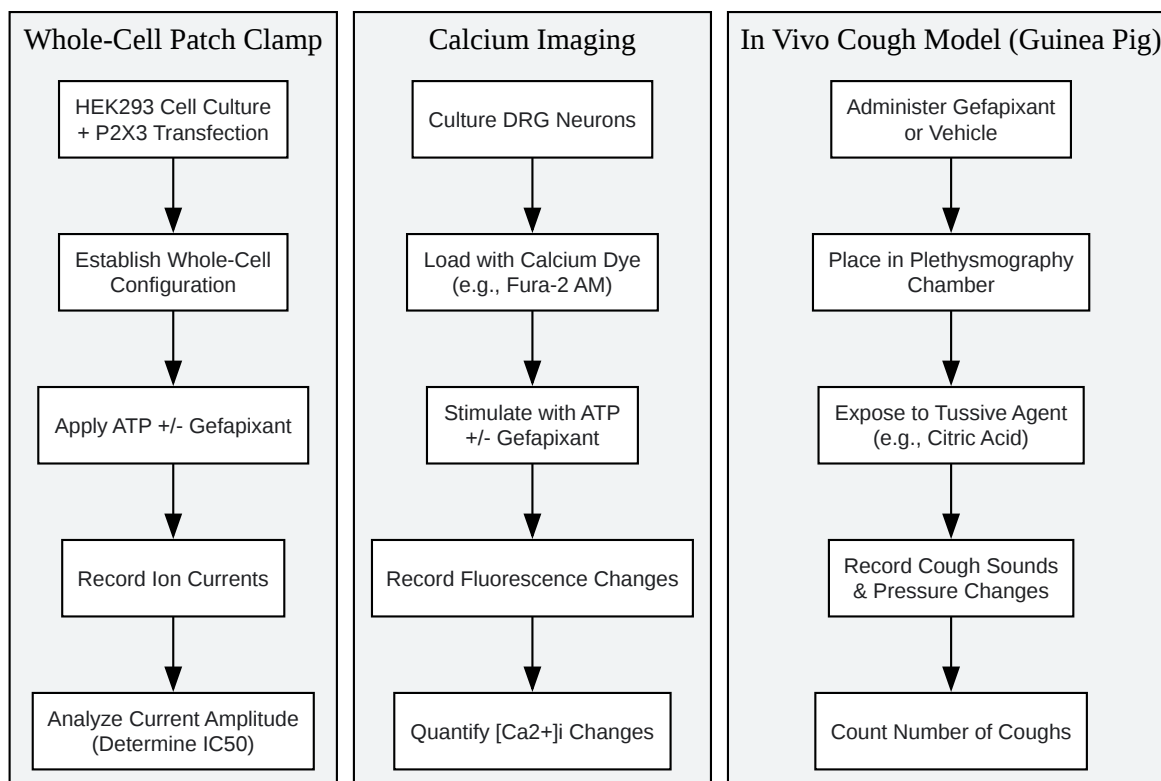 Whole-Cell Patch Clamp
HEK293 Cell Culture
+ P2X3 Transfection
Establish Whole-Cell
Configuration
Apply ATP +/- Gefapixant
Record Ion Currents
Analyze Current Amplitude
(Determine IC50)
Calcium Imaging
Culture DRG Neurons
Load with Calcium Dye
(e.g., Fura-2 AM)
Stimulate with ATP
+/- Gefapixant
Record Fluorescence Changes
Quantify [Ca2+]i Changes
In Vivo Cough Model (Guinea Pig)
Administer Gefapixant
or Vehicle
Place in Plethysmography
Chamber
Expose to Tussive Agent
(e.g., Citric Acid)
Record Cough Sounds
& Pressure Changes
Count Number of Coughs